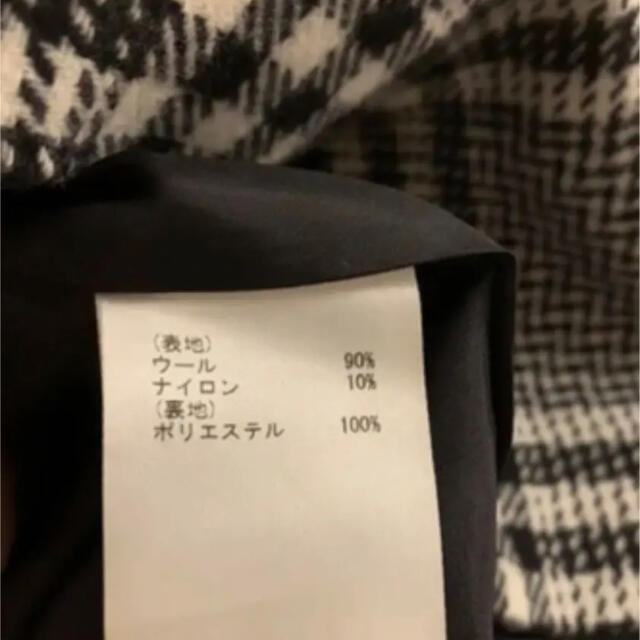 (表地)
ウール 90%
ナイロン 10%
(裏地)
ポリエステル 100%